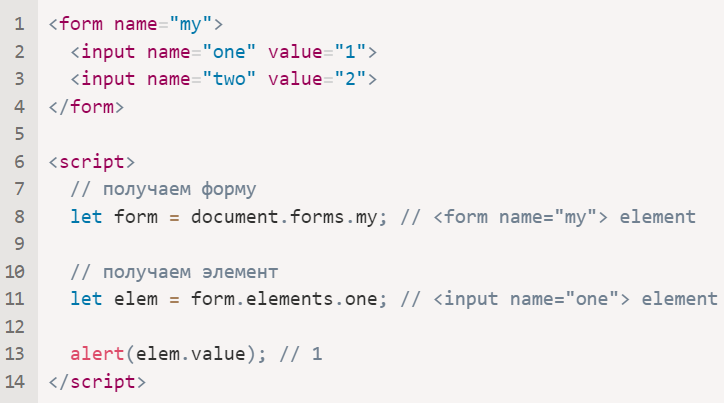 1 <form name="my">
2   <input name="one" value="1">
3   <input name="two" value="2">
4 </form>
5
6 <script>
7   // получаем форму
8   let form = document.forms.my; // <form name="my"> element
9
10   // получаем элемент
11   let elem = form.elements.one; // <input name="one"> element
12
13   alert(elem.value); // 1
14 </script>